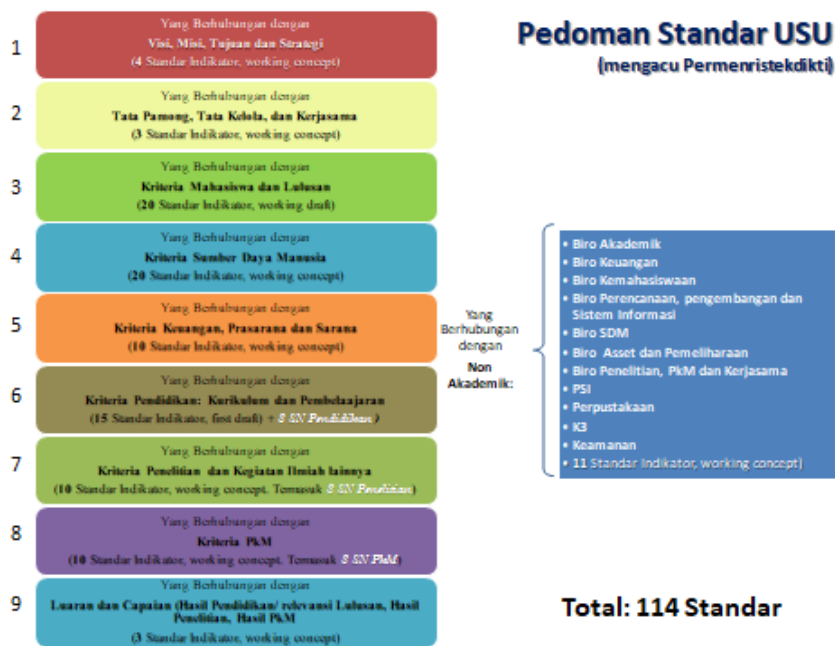 Pedoman Standar USU
(mengacu Permenristekdikti)
1
Yang Berhubungan dengan
Visi, Misi, Tujuan dan Strategi
(4 Standar Indikator, working concept)
2
Yang Berhubungan dengan
Tata Pamong, Tata Kelola, dan Kerjasama
(3 Standar Indikator, working concept)
3
Yang Berhubungan dengan
Kriteria Mahasiswa dan Lulusan
(20 Standar Indikator, working draft)
4
Yang Berhubungan dengan
Kriteria Sumber Daya Manusia
(20 Standar Indikator, working concept)
5
Yang Berhubungan dengan
Kriteria Keuangan, Prasarana dan Sarana
(10 Standar Indikator, working concept)
6
Yang Berhubungan dengan
Kriteria Pendidikan: Kurikulum dan Pembelaajaran
(15 Standar Indikator, first draft) + 8 SN Pendidikan )
7
Yang Berhubungan dengan
Kriteria Penelitian dan Kegiatan Ilmiah lainnya
(10 Standar Indikator, working concept. Termasuk 8 SN Penelitian)
8
Yang Berhubungan dengan
Kriteria PkM
(10 Standar Indikator, working concept. Termasuk 8 SN PkM)
9
Yang Berhubungan dengan
Luaran dan Capaian (Hasil Pendidikan/ relevansi Lulusan, Hasil
Penelitian, Hasil PkM
(3 Standar Indikator, working concept)
Yang
Berhubungan
dengan
Non
Akademik:
• Biro Akademik
• Biro Keuangan
• Biro Kemahasiswaan
• Biro Perencanaan, pengembangan dan
Sistem Informasi
• Biro SDM
• Biro Asset dan Pemeliharaan
• Biro Penelitian, PkM dan Kerjasama
• PSI
• Perpustakaan
• K3
• Keamanan
• 11 Standar Indikator, working concept)
Total: 114 Standar